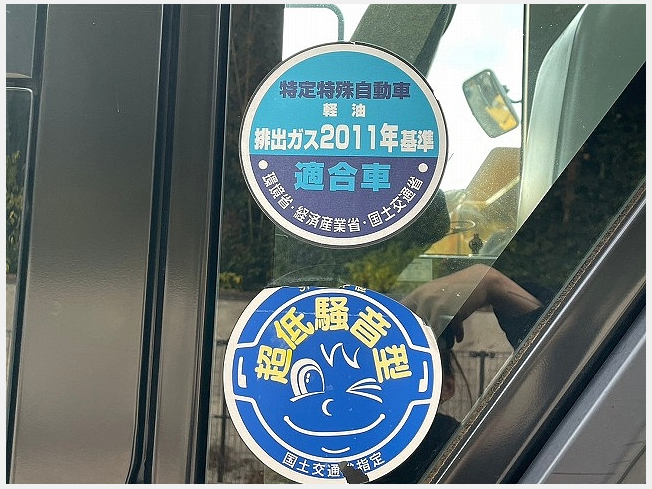 特定特殊自動車
軽油
排出ガス2011年基準
適合車
環境省・経済産業省・国土交通省
超低騒音型
国土交通省指定